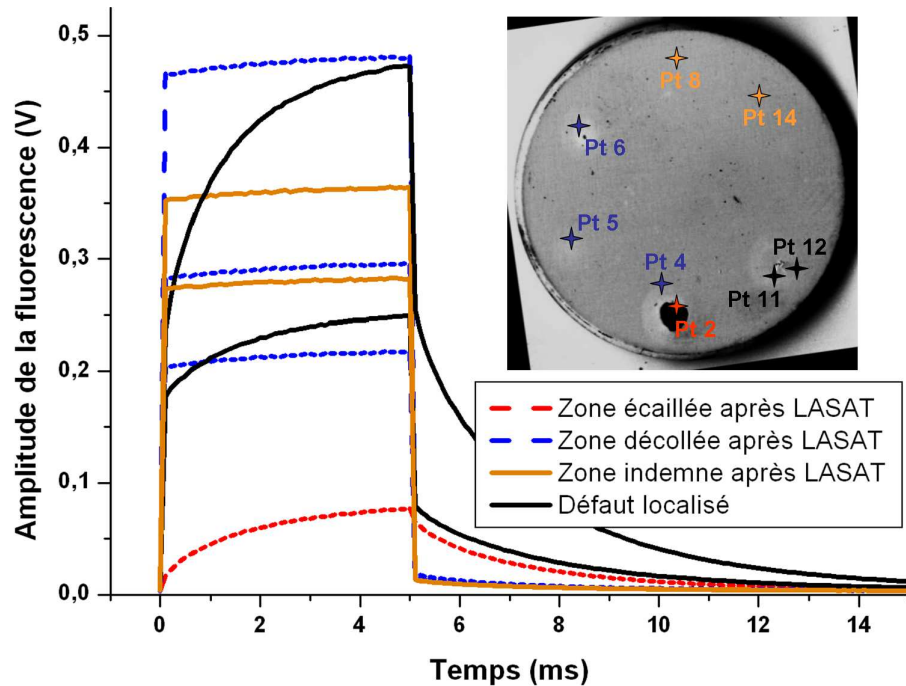 Amplitude de la fluorescence (V)
0,5
0,4
0,3
0,2
0,1
0,0
Pt 8
Pt 14
Pt 6
Pt 5
Pt 4
Pt 12
Pt 11
Pt 2
Zone écaillée après LASAT
Zone décollée après LASAT
Zone indemne après LASAT
Défaut localisé
0 2 4 6 8 10 12 14
Temps (ms)